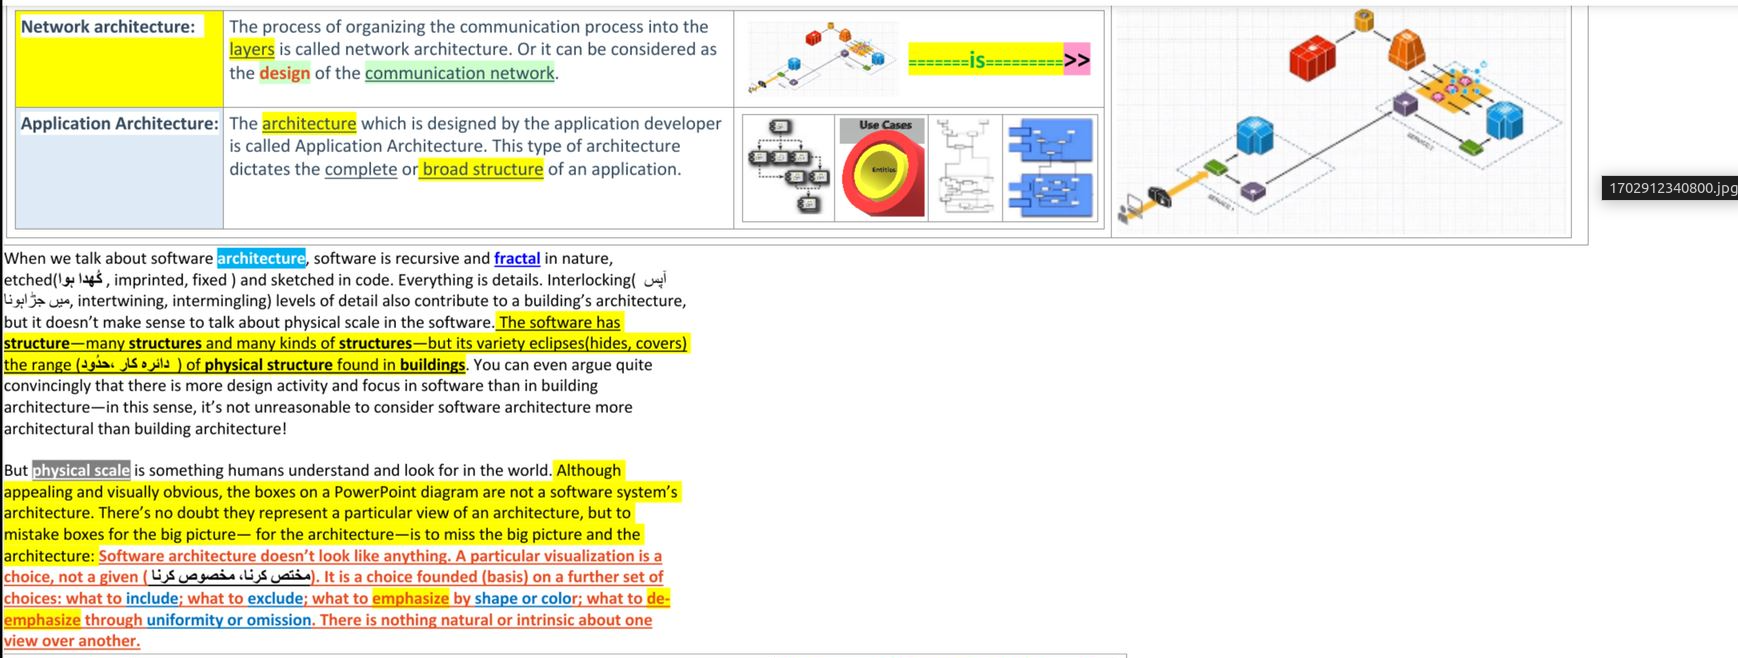 Network architecture:
The process of organizing the communication process into the
layers is called network architecture. Or it can be considered as
the design of the communication network.
=======is=========>>
Application Architecture:
The architecture which is designed by the application developer
is called Application Architecture. This type of architecture
dictates the complete or broad structure of an application.
Use Cases
Entities
1702912340800.jpg
When we talk about software architecture, software is recursive and fractal in nature,
etched(کُھدا ہوا , imprinted, fixed ) and sketched in code. Everything is details. Interlocking( آپس
میں جڑاہونا, intertwining, intermingling) levels of detail also contribute to a building’s architecture,
but it doesn’t make sense to talk about physical scale in the software. The software has
structure—many structures and many kinds of structures—but its variety eclipses(hides, covers)
the range (دائرہ کار ،حدُود ) of physical structure found in buildings. You can even argue quite
convincingly that there is more design activity and focus in software than in building
architecture—in this sense, it’s not unreasonable to consider software architecture more
architectural than building architecture!
But physical scale is something humans understand and look for in the world. Although
appealing and visually obvious, the boxes on a PowerPoint diagram are not a software system’s
architecture. There’s no doubt they represent a particular view of an architecture, but to
mistake boxes for the big picture— for the architecture—is to miss the big picture and the
architecture: Software architecture doesn’t look like anything. A particular visualization is a
choice, not a given ( مختص کرنا، مخصوص کرنا). It is a choice founded (basis) on a further set of
choices: what to include; what to exclude; what to emphasize by shape or color; what to de-
emphasize through uniformity or omission. There is nothing natural or intrinsic about one
view over another.